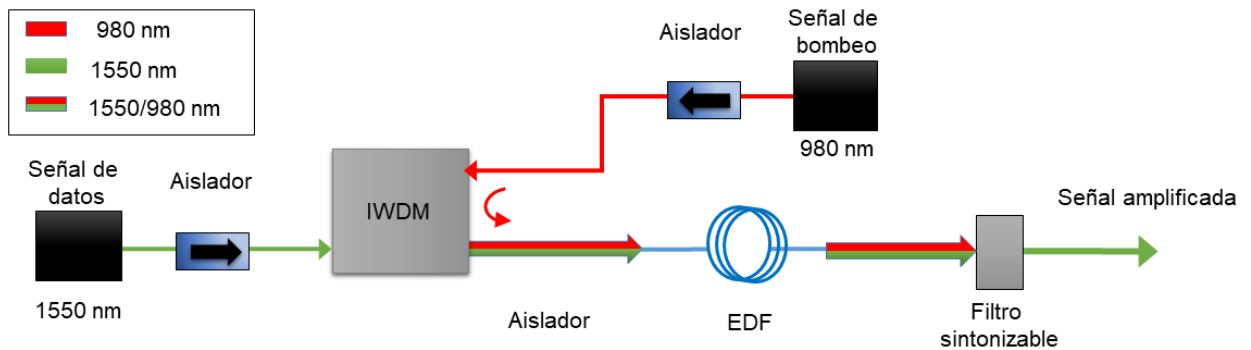 980 nm
1550 nm
1550/980 nm
Aislador
Señal de
bombeo
980 nm
Señal de
datos
Aislador
1550 nm
IWDM
Aislador
EDF
Filtro
sintonizable
Señal amplificada